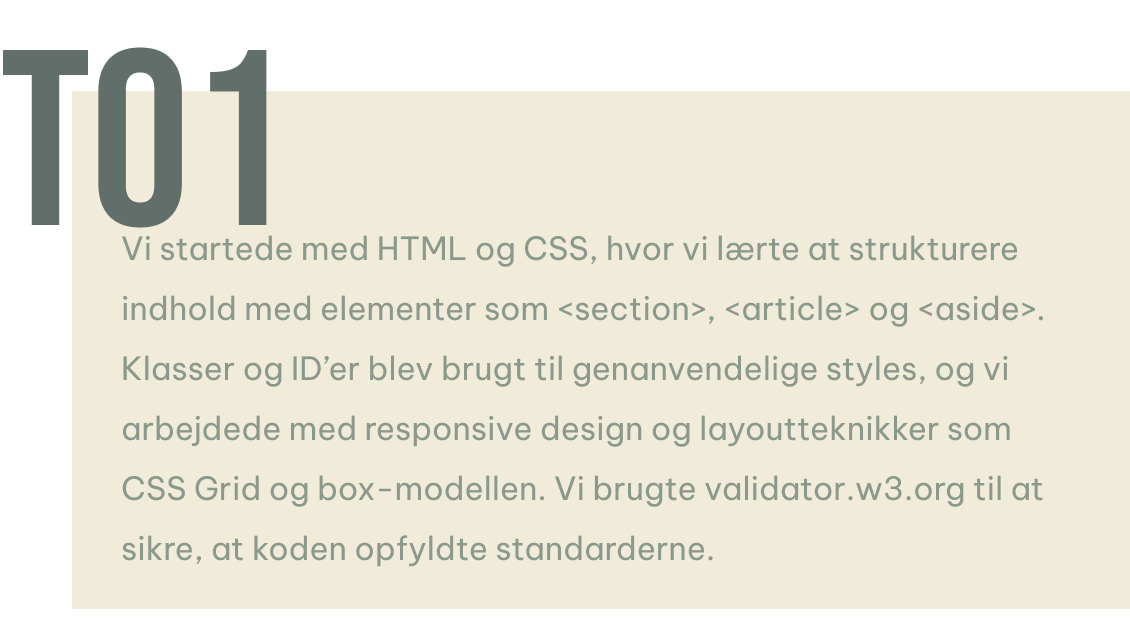 T01
Vi startede med HTML og CSS, hvor vi lærte at strukturere
indhold med elementer som <section>, <article> og <aside>.
Klasser og ID’er blev brugt til genanvendelige styles, og vi
arbejdede med responsive design og layoutteknikker som
CSS Grid og box-modellen. Vi brugte validator.w3.org til at
sikre, at koden opfyldte standarderne.